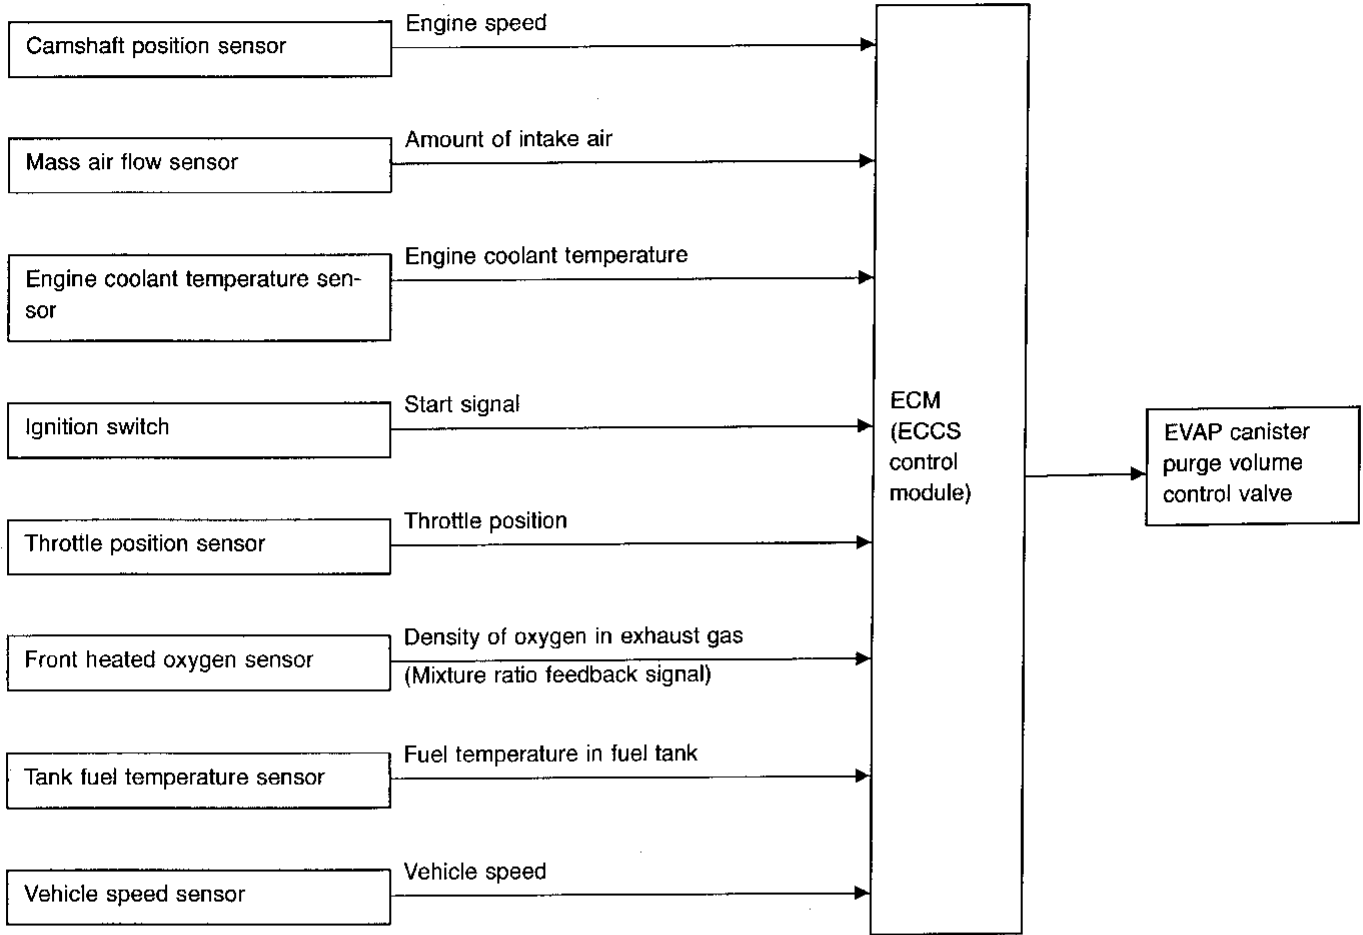 Camshaft position sensor
Engine speed
Mass air flow sensor
Amount of intake air
Engine coolant temperature sen-
sor
Engine coolant temperature
Ignition switch
Start signal
Throttle position sensor
Throttle position
Front heated oxygen sensor
Density of oxygen in exhaust gas
(Mixture ratio feedback signal)
Tank fuel temperature sensor
Fuel temperature in fuel tank
Vehicle speed sensor
Vehicle speed
ECM
(ECCS
control
module)
EVAP canister
purge volume
control valve